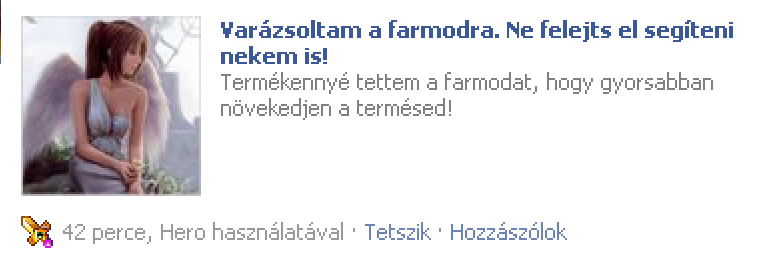 Varázsoltam a farmodra. Ne felejts el segíteni
nekem is!
Termékennyé tettem a farmodat, hogy gyorsabban
növekedjen a termésed!
42 perce, Hero használatával · Tetszik · Hozzászólok